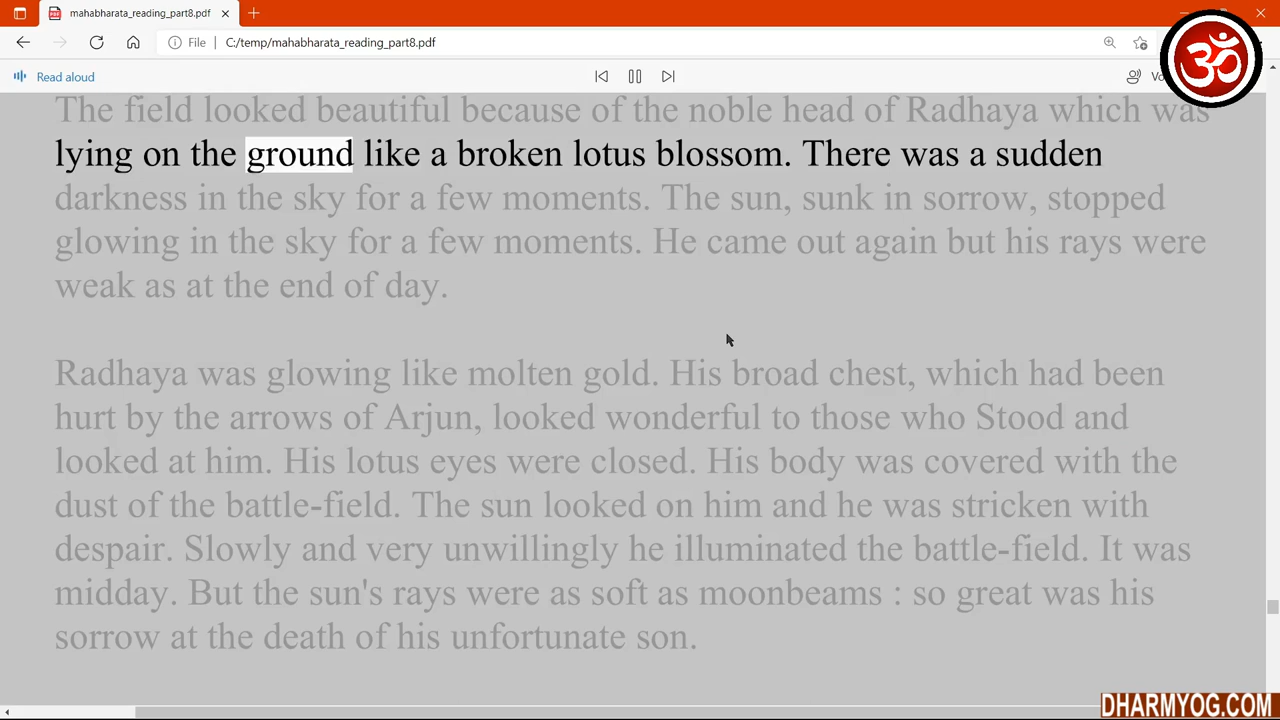 mahabharata_reading_part8.pdf
File
C:/temp/mahabharata_reading_part8.pdf
Read aloud
ॐ
The field looked beautiful because of the noble head of Radhaya which was
lying on the ground like a broken lotus blossom. There was a sudden
darkness in the sky for a few moments. The sun, sunk in sorrow, stopped
glowing in the sky for a few moments. He came out again but his rays were
weak as at the end of day.
Radhaya was glowing like molten gold. His broad chest, which had been
hurt by the arrows of Arjun, looked wonderful to those who Stood and
looked at him. His lotus eyes were closed. His body was covered with the
dust of the battle-field. The sun looked on him and he was stricken with
despair. Slowly and very unwillingly he illuminated the battle-field. It was
midday. But the sun's rays were as soft as moonbeams : so great was his
sorrow at the death of his unfortunate son.
DHARMYOG.COM